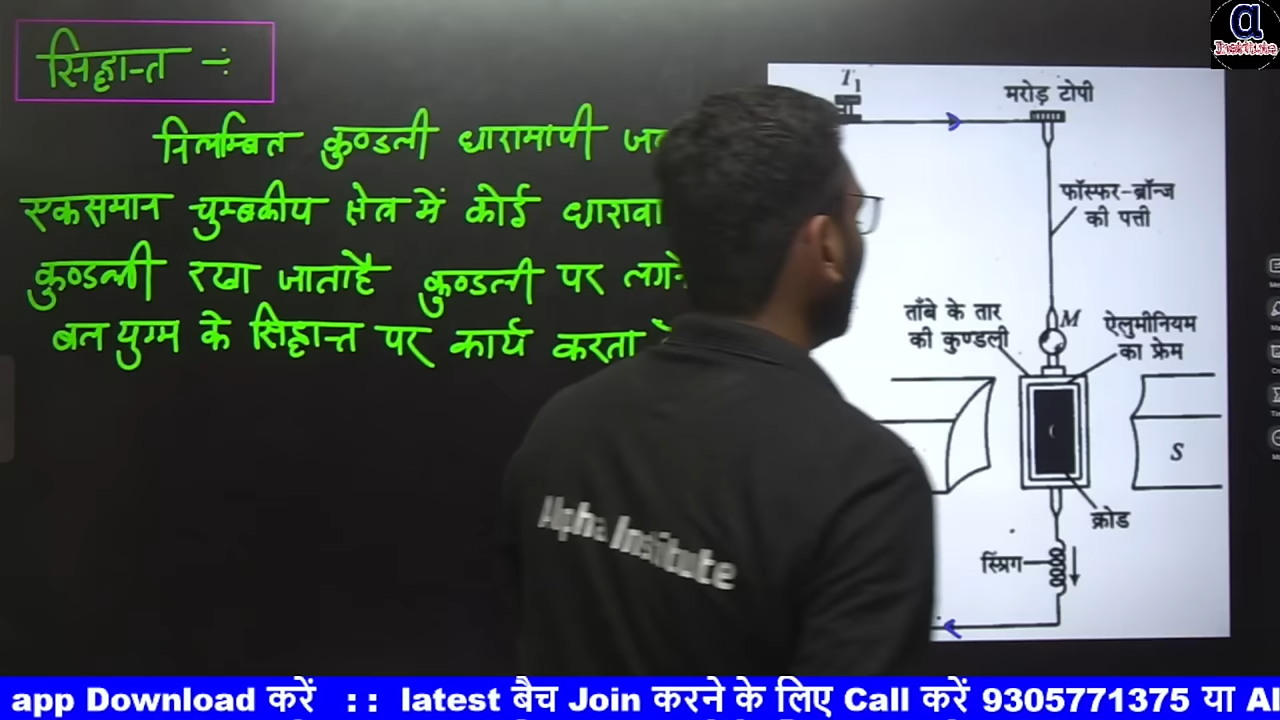 सिद्धान्त :-
निलम्बित कुण्डली धारामापी
एकसमान चुम्बकीय क्षेत्र में कोई
कुण्डली रखा जाता है कुण्डली पर लगने
बल युग्म के सिद्धान्त पर कार्य करता
T1
मरोड़ टोपी
फॉस्फर-ब्रॉन्ज
की पत्ती
M
ताँबे के तार
की कुण्डली
ऐलुमीनियम
का फ्रेम
S
क्रोड
स्प्रिग
Alpha Institute
α
Institute
app Download करें :: latest बैच Join करने के लिए Call करें 9305771375 या Al